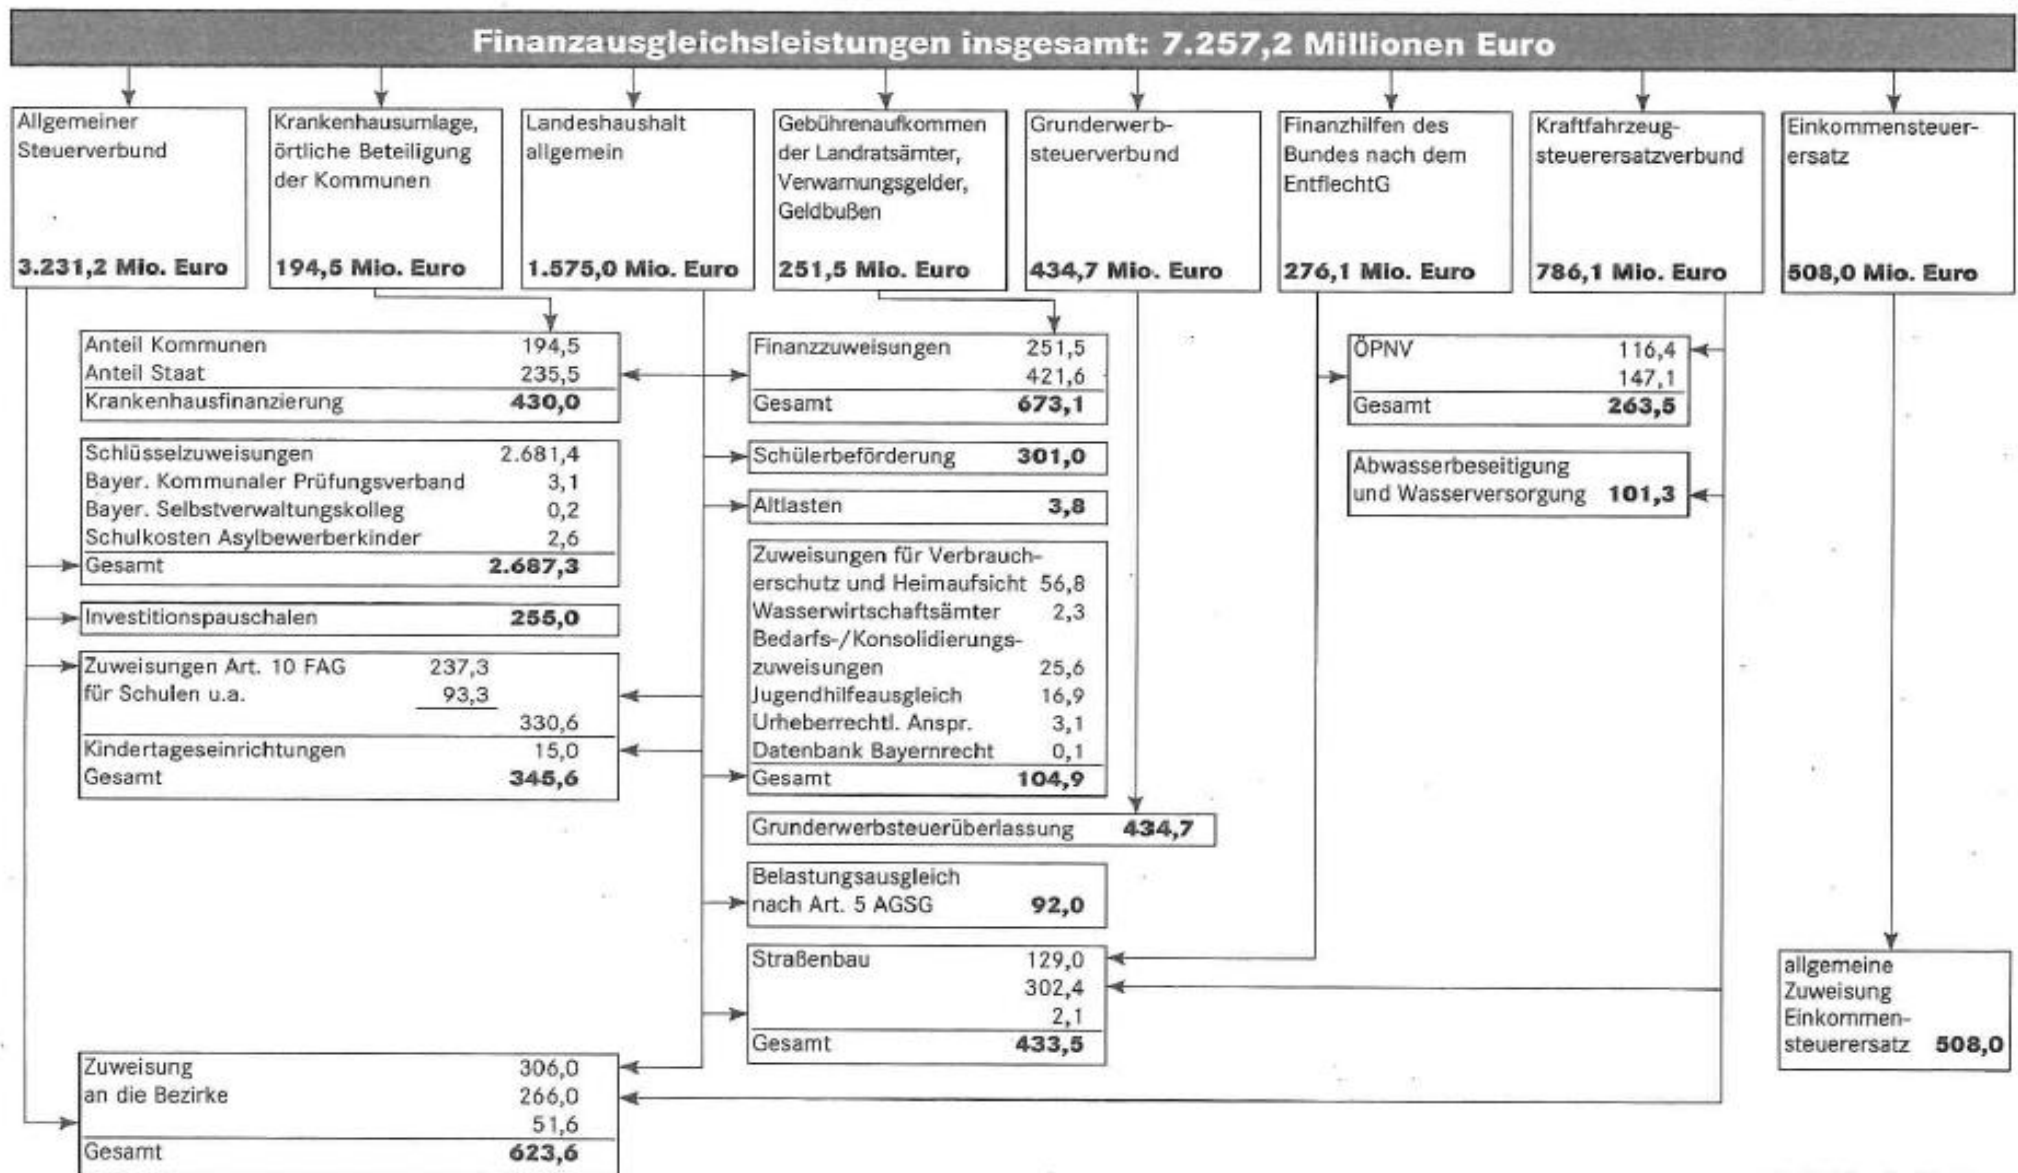 Finanzausgleichsleistungen insgesamt: 7.257,2 Millionen Euro
Allgemeiner
Steuerverbund
3.231,2 Mio. Euro
Krankenhausumlage,
örtliche Beteiligung
der Kommunen
194,5 Mio. Euro
Landeshaushalt
allgemein
1.575,0 Mio. Euro
Gebührenaufkommen
der Landratsämter,
Verwarnungsgelder,
Geldbußen
251,5 Mio. Euro
Grunderwerb-
steuerverbund
434,7 Mio. Euro
Finanzhilfen des
Bundes nach dem
EntflechtG
276,1 Mio. Euro
Kraftfahrzeug-
steuerersatzverbund
786,1 Mio. Euro
Einkommensteuer-
ersatz
508,0 Mio. Euro
Anteil Kommunen 194,5
Anteil Staat 235,5
Krankenhausfinanzierung 430,0
Schlüsselzuweisungen 2.681,4
Bayer. Kommunaler Prüfungsverband 3,1
Bayer. Selbstverwaltungskolleg 0,2
Schulkosten Asylbewerberkinder 2,6
Gesamt 2.687,3
Investitionspauschalen 255,0
Zuweisungen Art. 10 FAG 237,3
für Schulen u.a. 93,3
330,6
Kindertageseinrichtungen 15,0
Gesamt 345,6
Zuweisung 306,0
an die Bezirke 266,0
51,6
Gesamt 623,6
Finanzzuweisungen 251,5
421,6
Gesamt 673,1
Schülerbeförderung 301,0
Altlasten 3,8
Zuweisungen für Verbrauch-
erschutz und Heimaufsicht 56,8
Wasserwirtschaftsämter 2,3
Bedarfs-/Konsolidierungs-
zuweisungen 25,6
Jugendhilfeausgleich 16,9
Urheberrechtl. Anspr. 3,1
Datenbank Bayernrecht 0,1
Gesamt 104,9
Grunderwerbsteuerüberlassung 434,7
Belastungsausgleich
nach Art. 5 AGSG 92,0
Straßenbau 129,0
302,4
2,1
Gesamt 433,5
ÖPNV 116,4
147,1
Gesamt 263,5
Abwasserbeseitigung
und Wasserversorgung 101,3
allgemeine
Zuweisung
Einkommen-
steuerersatz 508,0